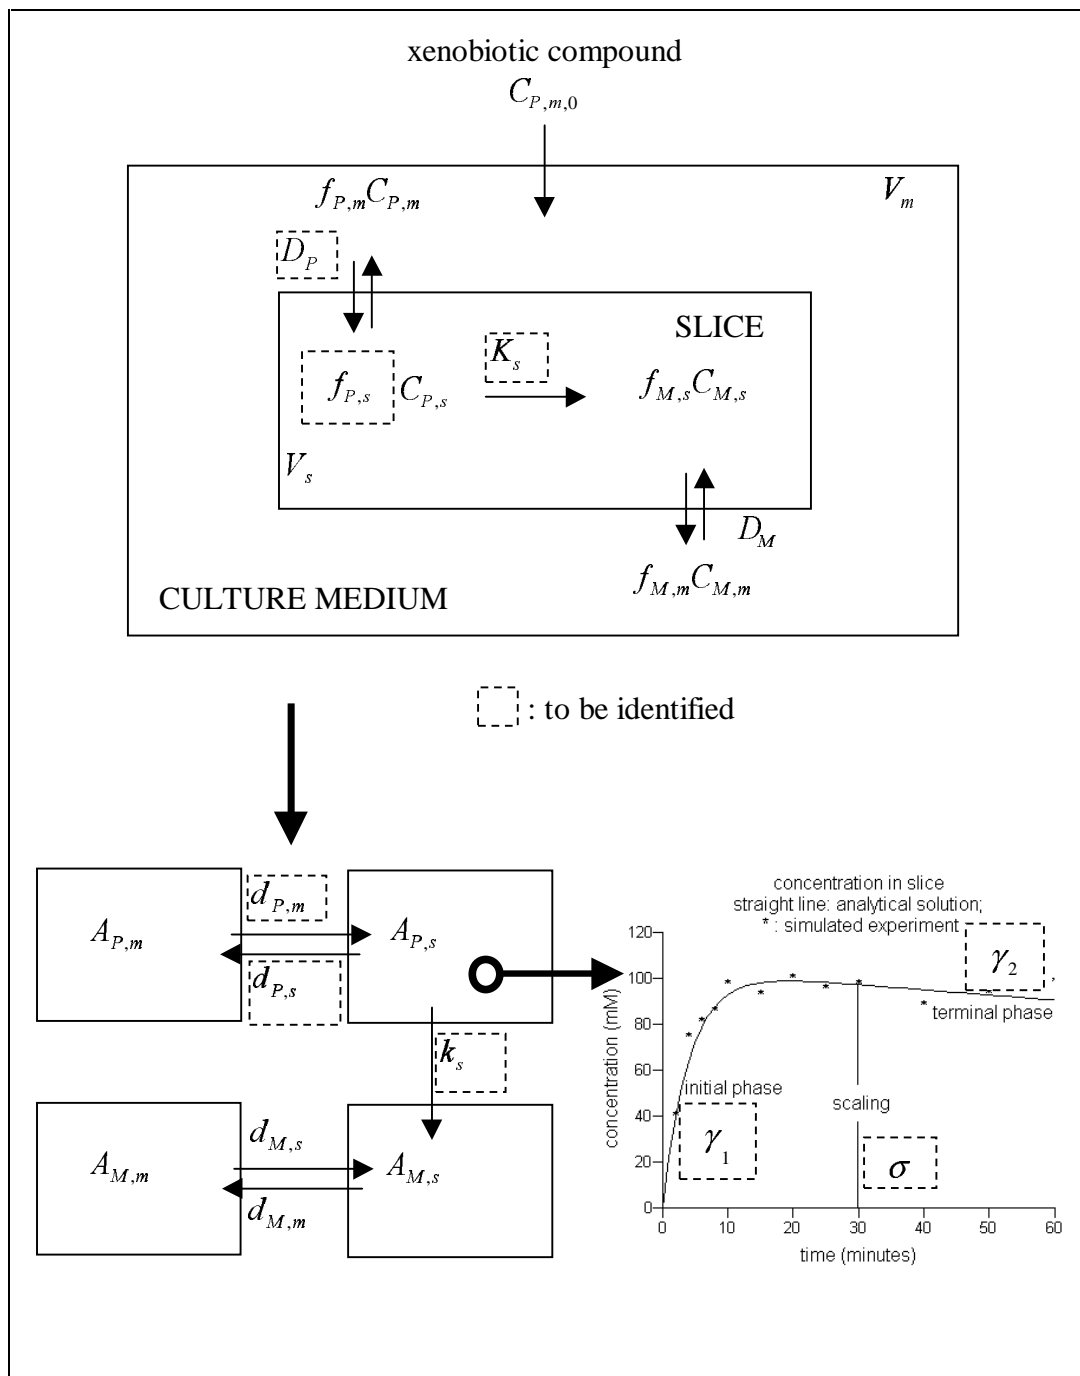 xenobiotic compound
C_{P,m,0}
V_m
f_{P,m}C_{P,m}
D_P
SLICE
K_s
f_{P,s} C_{P,s}
f_{M,s}C_{M,s}
V_s
D_M
f_{M,m}C_{M,m}
CULTURE MEDIUM
: to be identified
d_{P,m}
A_{P,m}
A_{P,s}
d_{P,s}
k_s
d_{M,s}
A_{M,m}
A_{M,s}
d_{M,m}
concentration in slice
straight line: analytical solution;
* : simulated experiment
120
100
80
60
40
20
0
concentration (mM)
γ_2
,
terminal phase
initial phase
scaling
γ_1
σ
0 10 20 30 40 50 60
time (minutes)